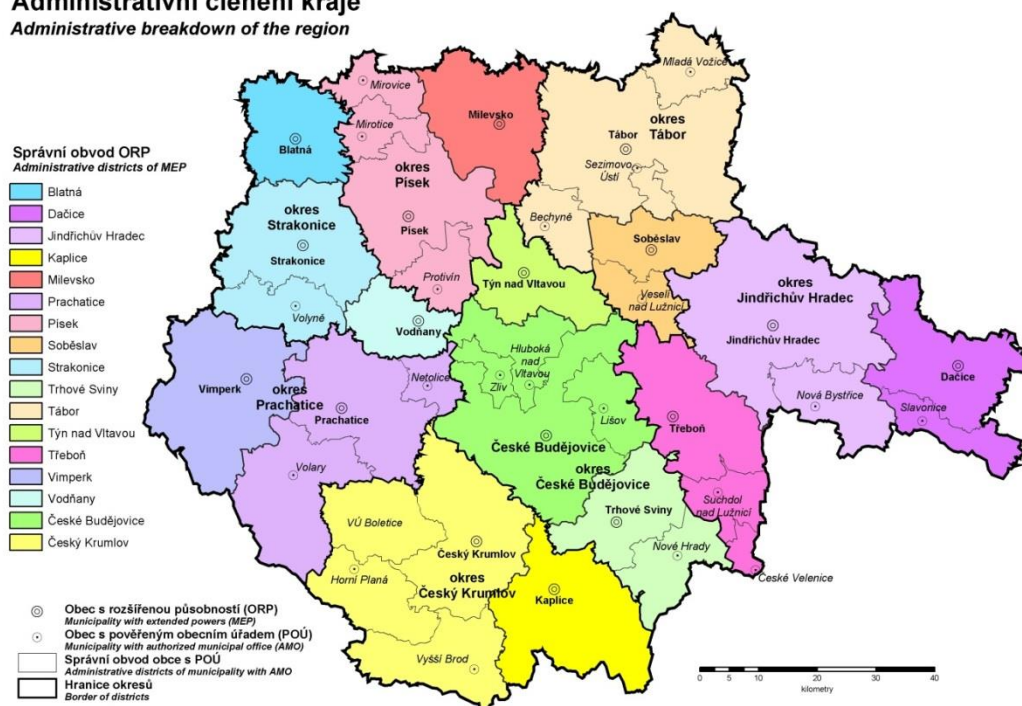 Administrativní členění kraje
Administrative breakdown of the region
Správní obvod ORP
Administrative districts of MEP
Blatná
Dačice
Jindřichův Hradec
Kaplice
Milevsko
Prachatice
Písek
Soběslav
Strakonice
Trhové Sviny
Tábor
Týn nad Vltavou
Třeboň
Vimperk
Vodňany
České Budějovice
Český Krumlov
Obec s rozšířenou působností (ORP)
Municipality with extended powers (MEP)
Obec s pověřeným obecním úřadem (POÚ)
Municipality with authorized municipal office (AMO)
Správní obvod obce s POÚ
Administrative districts of municipality with AMO
Hranice okresů
Border of districts
Mladá Vožice
Mirovice
Milevsko
Mirotice
Blatná
okres
Tábor
Tábor
Sezimovo
Ústí
okres
Písek
Písek
Bechyně
okres
Strakonice
Strakonice
Soběslav
Protivín
Týn nad Vltavou
Veselí
nad Lužnicí
okres
Jindřichův Hradec
Jindřichův Hradec
Volyně
Vodňany
Hluboká
nad
Vltavou
Zliv
Netolice
Vimperk
okres
Prachatice
Prachatice
Lišov
Třeboň
Nová Bystřice
Dačice
Slavonice
České Budějovice
okres
České Budějovice
Volary
Suchdol
nad Lužnicí
Trhové Sviny
VÚ Boletice
Nové Hrady
Český Krumlov
České Velenice
Horní Planá
okres
Český Krumlov
Kaplice
Vyšší Brod
0 5 10 20 30 40
kilometry